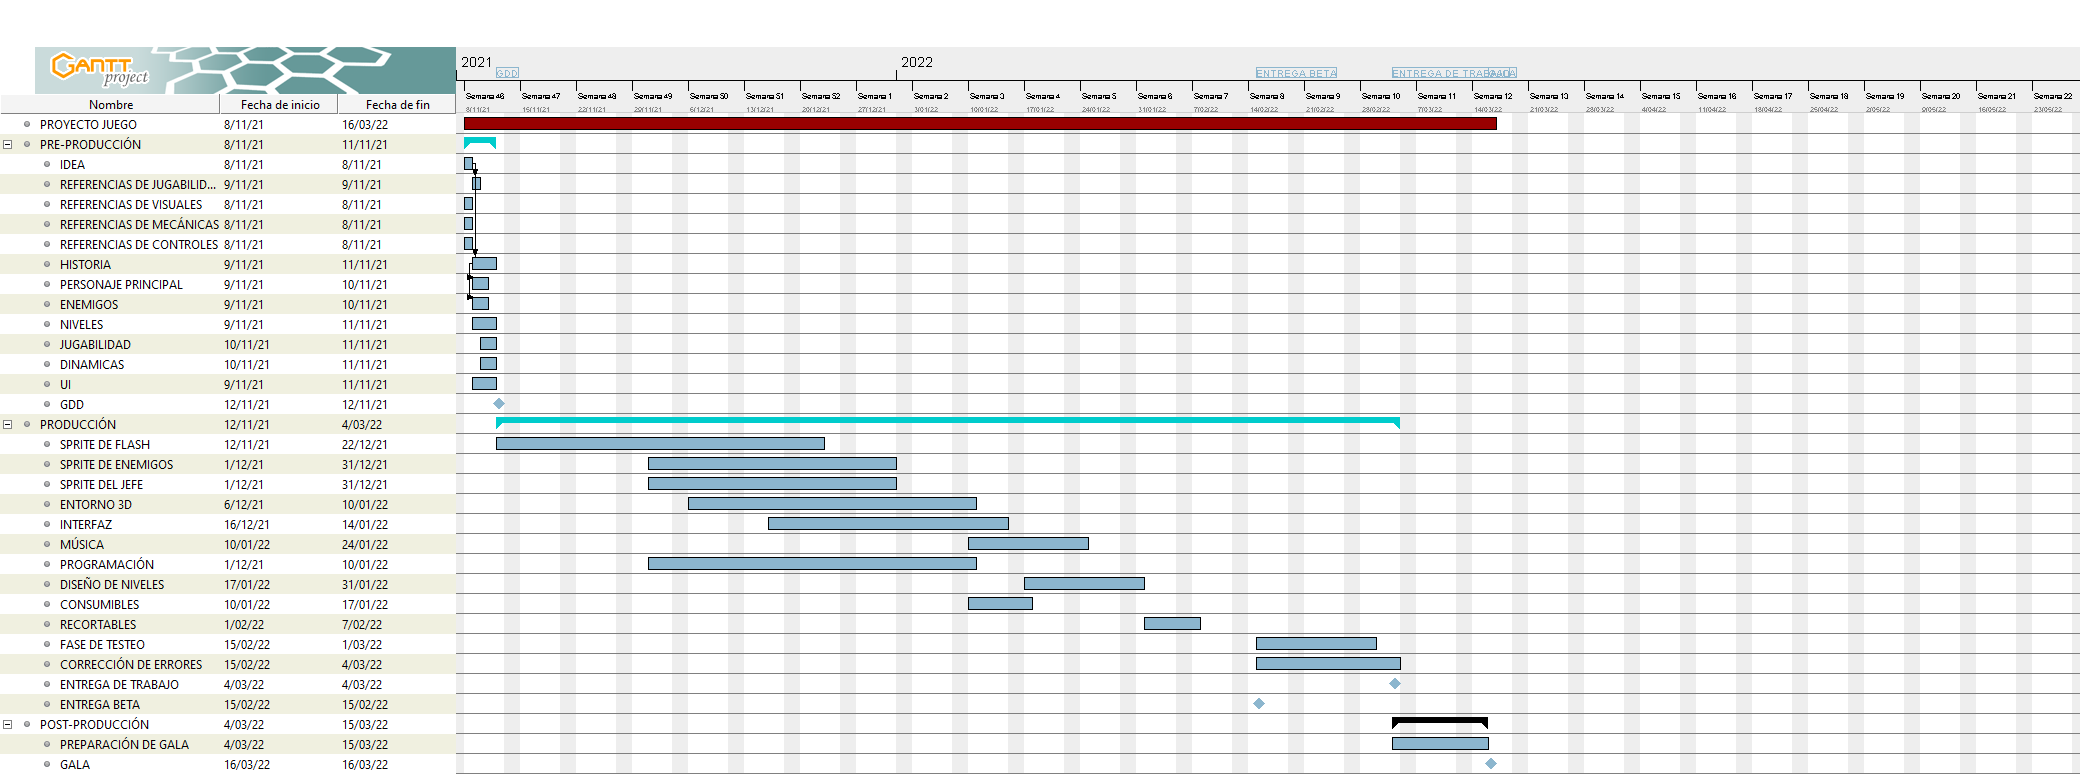 GANTT
project
2021
2022
GDD
ENTREGA BETA
ENTREGA DE TRABAJO
Nombre Fecha de inicio Fecha de fin
Semana 46 Semana 47 Semana 48 Semana 49 Semana 50 Semana 51 Semana 52 Semana 1 Semana 2 Semana 3 Semana 4 Semana 5 Semana 6 Semana 7 Semana 8 Semana 9 Semana 10 Semana 11 Semana 12 Semana 13 Semana 14 Semana 15 Semana 16 Semana 17 Semana 18 Semana 19 Semana 20 Semana 21 Semana 22
8/11/21 15/11/21 22/11/21 29/11/21 6/12/21 13/12/21 20/12/21 27/12/21 3/01/22 10/01/22 17/01/22 24/01/22 31/01/22 7/02/22 14/02/22 21/02/22 28/02/22 7/03/22 14/03/22 21/03/22 28/03/22 4/04/22 11/04/22 18/04/22 25/04/22 2/05/22 9/05/22 16/05/22 23/05/22
PROYECTO JUEGO 8/11/21 16/03/22
PRE-PRODUCCIÓN 8/11/21 11/11/21
IDEA 8/11/21 8/11/21
REFERENCIAS DE JUGABILID... 9/11/21 9/11/21
REFERENCIAS DE VISUALES 8/11/21 8/11/21
REFERENCIAS DE MECÁNICAS 8/11/21 8/11/21
REFERENCIAS DE CONTROLES 8/11/21 8/11/21
HISTORIA 9/11/21 11/11/21
PERSONAJE PRINCIPAL 9/11/21 10/11/21
ENEMIGOS 9/11/21 10/11/21
NIVELES 9/11/21 11/11/21
JUGABILIDAD 10/11/21 11/11/21
DINAMICAS 10/11/21 11/11/21
UI 9/11/21 11/11/21
GDD 12/11/21 12/11/21
PRODUCCIÓN 12/11/21 4/03/22
SPRITE DE FLASH 12/11/21 22/12/21
SPRITE DE ENEMIGOS 1/12/21 31/12/21
SPRITE DEL JEFE 1/12/21 31/12/21
ENTORNO 3D 6/12/21 10/01/22
INTERFAZ 16/12/21 14/01/22
MÚSICA 10/01/22 24/01/22
PROGRAMACIÓN 1/12/21 10/01/22
DISEÑO DE NIVELES 17/01/22 31/01/22
CONSUMIBLES 10/01/22 17/01/22
RECORTABLES 1/02/22 7/02/22
FASE DE TESTEO 15/02/22 1/03/22
CORRECCIÓN DE ERRORES 15/02/22 4/03/22
ENTREGA DE TRABAJO 4/03/22 4/03/22
ENTREGA BETA 15/02/22 15/02/22
POST-PRODUCCIÓN 4/03/22 15/03/22
PREPARACIÓN DE GALA 4/03/22 15/03/22
GALA 16/03/22 16/03/22